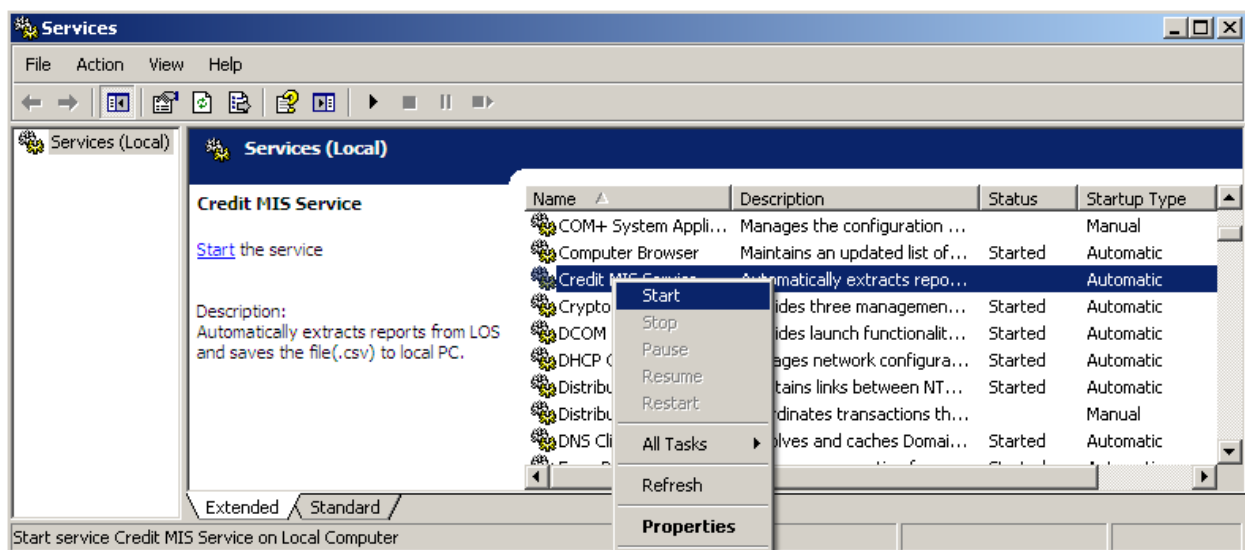 Services
File Action View Help
Services (Local)
Services (Local)
Credit MIS Service
Start the service
Description:
Automatically extracts reports from LOS
and saves the file(.csv) to local PC.
Name Description Status Startup Type
COM+ System Appli... Manages the configuration ... Manual
Computer Browser Maintains an updated list of... Started Automatic
Credit MIS Service Automatically extracts repo... Automatic
Crypto ides three managemen... Started Automatic
DCOM ides launch functionalit... Started Automatic
DHCP ages network configura... Started Automatic
Distribu tains links between NT... Started Automatic
Distribu rdinates transactions th... Manual
DNS Cli olves and caches Domai... Started Automatic
Start
Stop
Pause
Resume
Restart
All Tasks
Refresh
Properties
Extended Standard
Start service Credit MIS Service on Local Computer